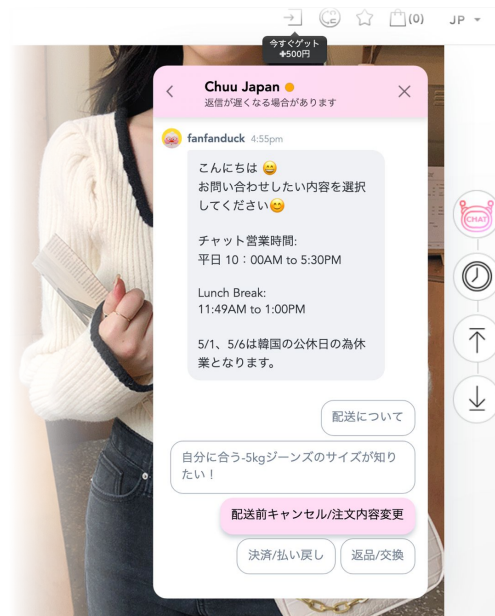 (0) JP
今すぐゲット
+500円
Chuu Japan
返信が遅くなる場合があります
fanfanduck 4:55pm
こんにちは 😄
お問い合わせしたい内容を選択
してください😊
チャット営業時間:
平日 10：00AM to 5:30PM
Lunch Break:
11:49AM to 1:00PM
5/1、5/6は韓国の公休日の為休
業となります。
CHAT
配送について
自分に合う-5kgジーンズのサイズが知り
たい！
配送前キャンセル/注文内容変更
決済/払い戻し 返品/交換